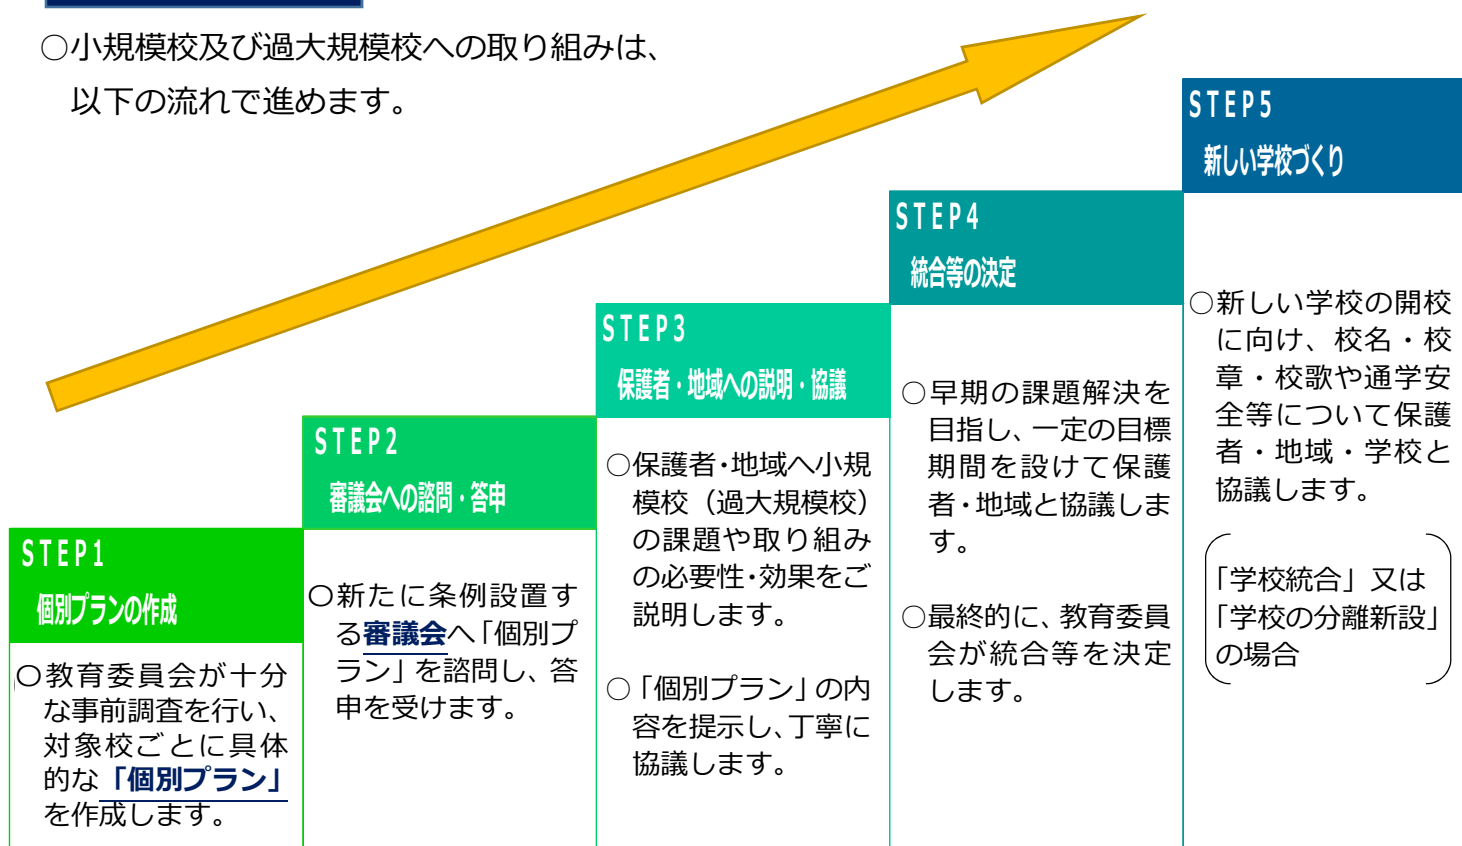 ○小規模校及び過大規模校への取り組みは、
以下の流れで進めます。
STEP1
個別プランの作成
○教育委員会が十分
な事前調査を行い、
対象校ごとに具体
的な「個別プラン」
を作成します。
STEP2
審議会への諮問・答申
○新たに条例設置す
る審議会へ「個別プ
ラン」を諮問し、答
申を受けます。
STEP3
保護者・地域への説明・協議
○保護者・地域へ小規
模校（過大規模校）
の課題や取り組み
の必要性・効果をご
説明します。
○「個別プラン」の内
容を提示し、丁寧に
協議します。
STEP4
統合等の決定
○早期の課題解決を
目指し、一定の目標
期間を設けて保護
者・地域と協議しま
す。
○最終的に、教育委員
会が統合等を決定
します。
STEP5
新しい学校づくり
○新しい学校の開校
に向け、校名・校
章・校歌や通学安
全等について保護
者・地域・学校と
協議します。
「学校統合」又は
「学校の分離新設」
の場合